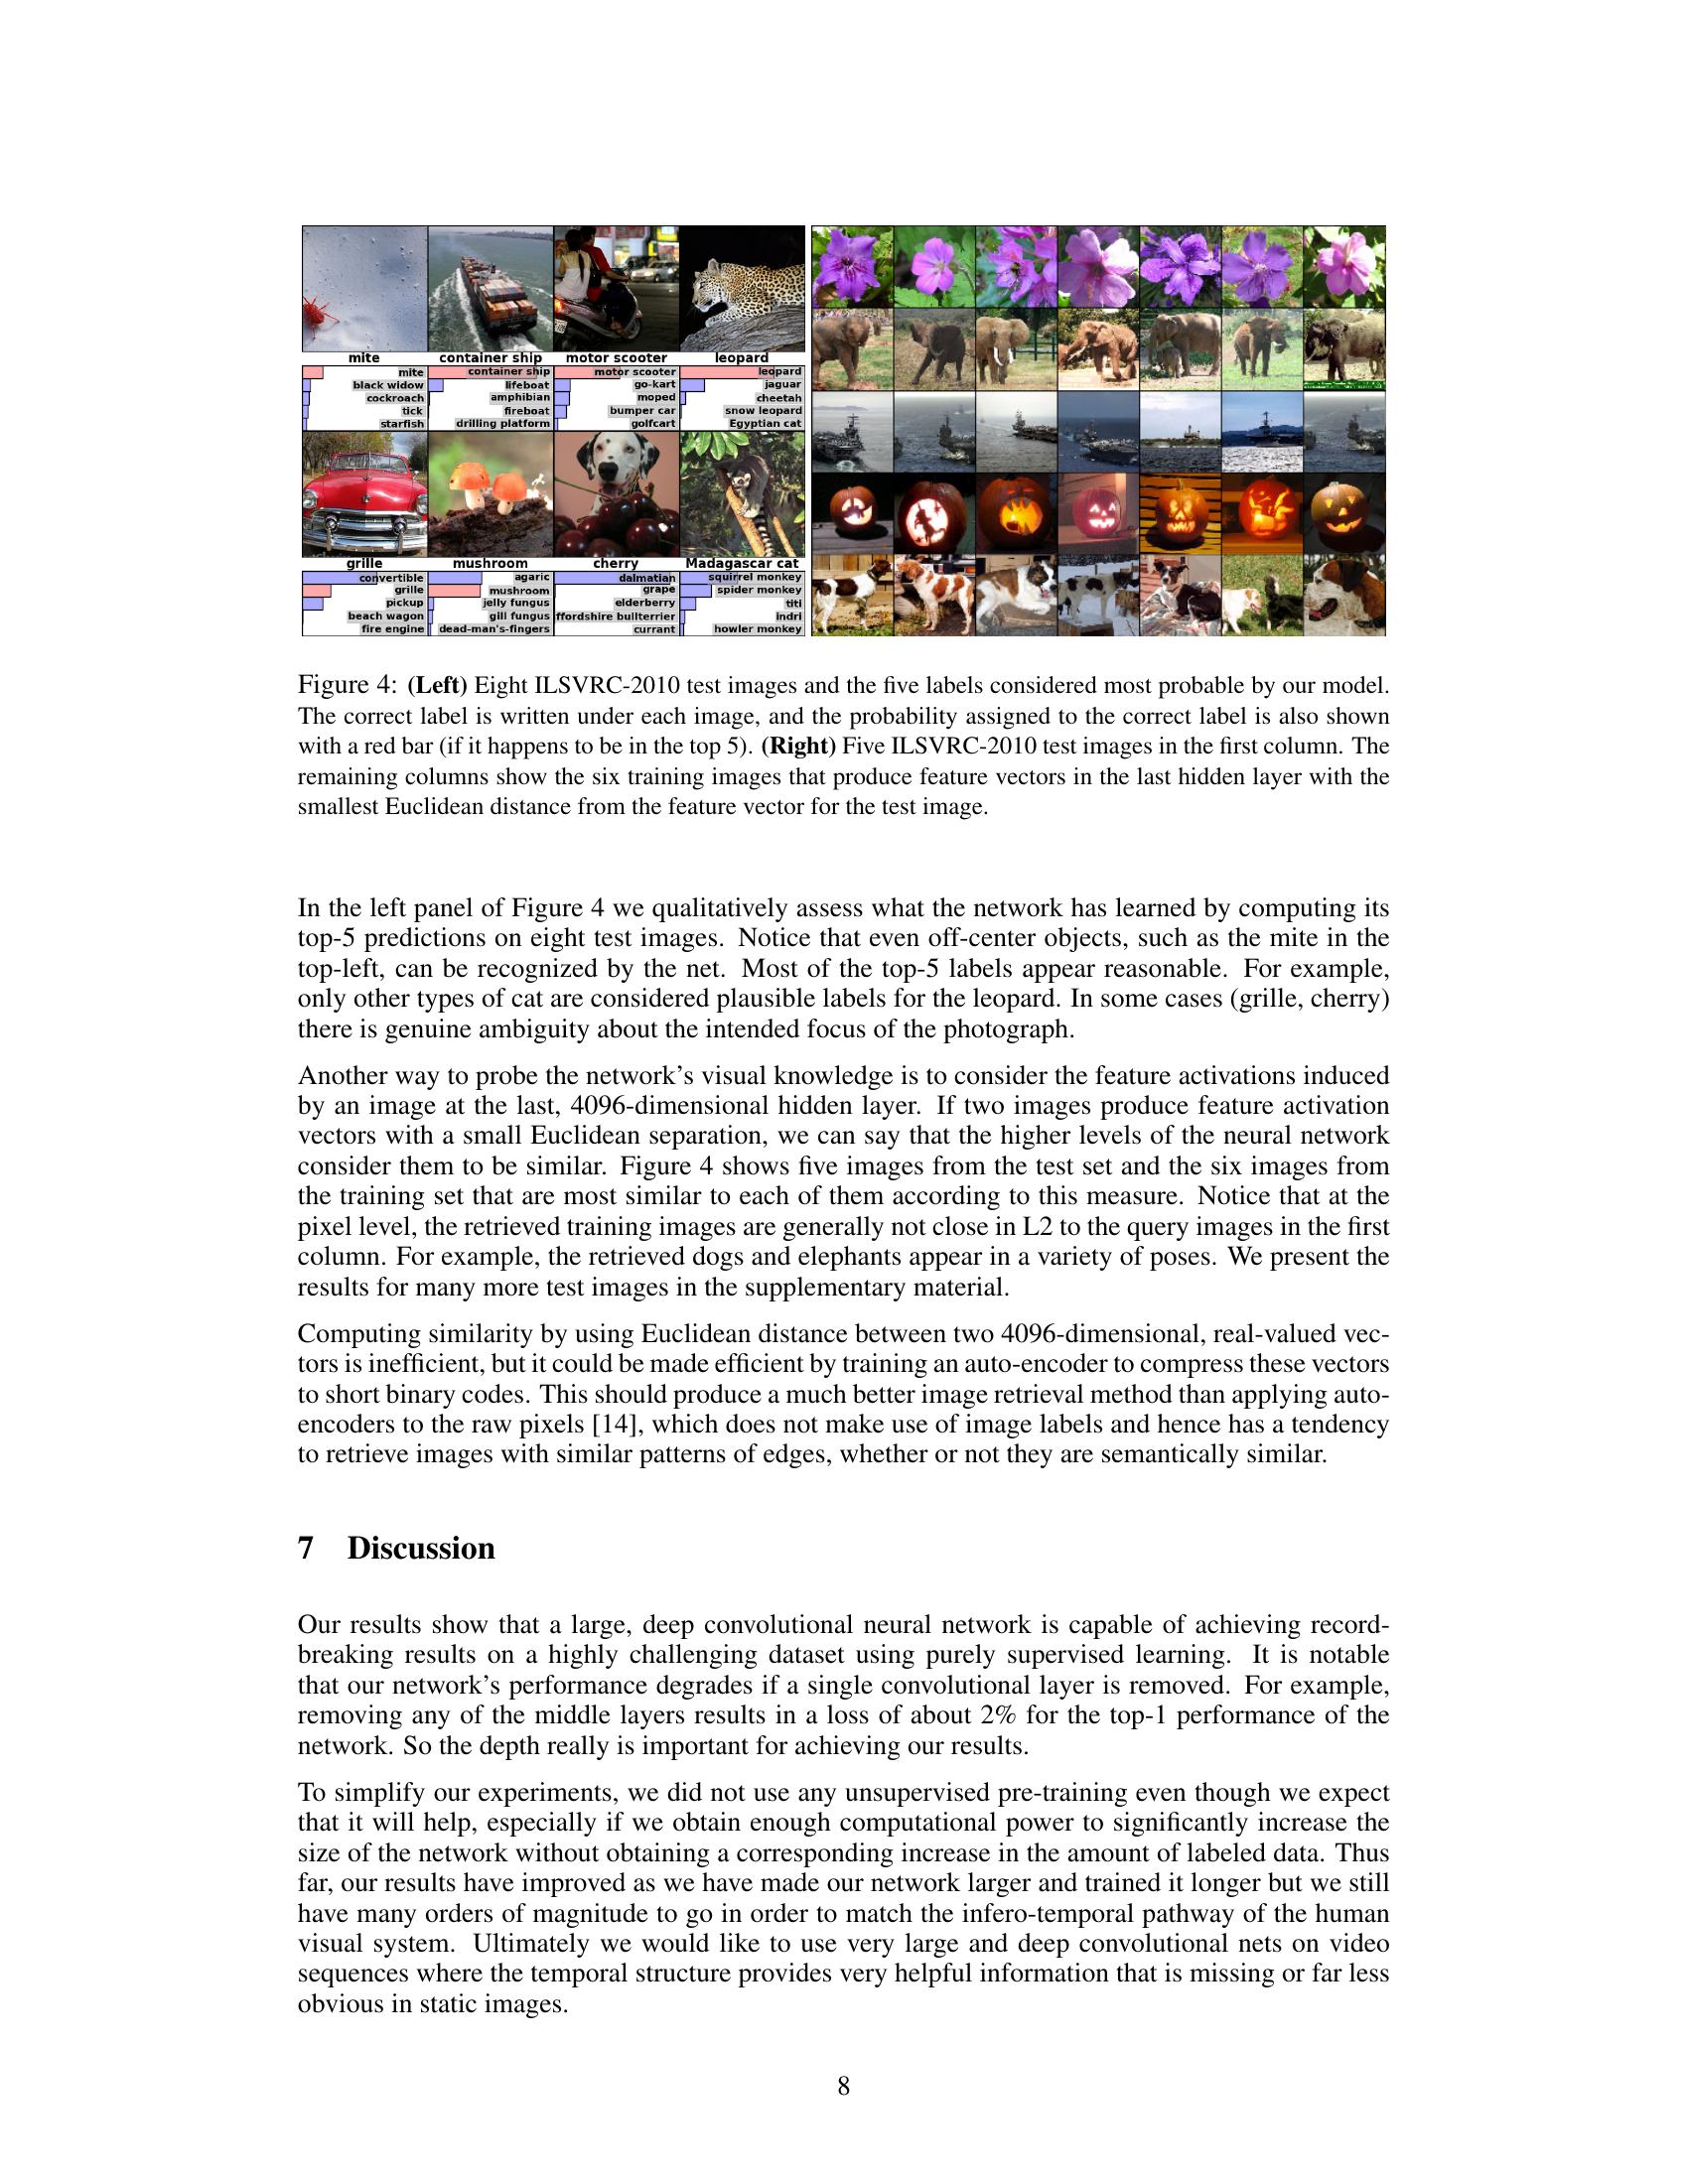 mite container ship motor scooter leopard
mite container ship motor scooter leopard
black widow lifeboat go-kart jaguar
cockroach amphibian moped cheetah
tick fireboat bumper car snow leopard
starfish drilling platform golfcart Egyptian cat
grille mushroom cherry Madagascar cat
convertible agaric dalmatian squirrel monkey
grille mushroom grape spider monkey
pickup jelly fungus elderberry titi
beach wagon gill fungus ffordshire bullterrier indri
fire engine dead-man's-fingers currant howler monkey
Figure 4: (Left) Eight ILSVRC-2010 test images and the five labels considered most probable by our model.
The correct label is written under each image, and the probability assigned to the correct label is also shown
with a red bar (if it happens to be in the top 5). (Right) Five ILSVRC-2010 test images in the first column. The
remaining columns show the six training images that produce feature vectors in the last hidden layer with the
smallest Euclidean distance from the feature vector for the test image.
In the left panel of Figure 4 we qualitatively assess what the network has learned by computing its
top-5 predictions on eight test images. Notice that even off-center objects, such as the mite in the
top-left, can be recognized by the net. Most of the top-5 labels appear reasonable. For example,
only other types of cat are considered plausible labels for the leopard. In some cases (grille, cherry)
there is genuine ambiguity about the intended focus of the photograph.
Another way to probe the network's visual knowledge is to consider the feature activations induced
by an image at the last, 4096-dimensional hidden layer. If two images produce feature activation
vectors with a small Euclidean separation, we can say that the higher levels of the neural network
consider them to be similar. Figure 4 shows five images from the test set and the six images from
the training set that are most similar to each of them according to this measure. Notice that at the
pixel level, the retrieved training images are generally not close in L2 to the query images in the first
column. For example, the retrieved dogs and elephants appear in a variety of poses. We present the
results for many more test images in the supplementary material.
Computing similarity by using Euclidean distance between two 4096-dimensional, real-valued vec-
tors is inefficient, but it could be made efficient by training an auto-encoder to compress these vectors
to short binary codes. This should produce a much better image retrieval method than applying auto-
encoders to the raw pixels [14], which does not make use of image labels and hence has a tendency
to retrieve images with similar patterns of edges, whether or not they are semantically similar.
7 Discussion
Our results show that a large, deep convolutional neural network is capable of achieving record-
breaking results on a highly challenging dataset using purely supervised learning. It is notable
that our network's performance degrades if a single convolutional layer is removed. For example,
removing any of the middle layers results in a loss of about 2% for the top-1 performance of the
network. So the depth really is important for achieving our results.
To simplify our experiments, we did not use any unsupervised pre-training even though we expect
that it will help, especially if we obtain enough computational power to significantly increase the
size of the network without obtaining a corresponding increase in the amount of labeled data. Thus
far, our results have improved as we have made our network larger and trained it longer but we still
have many orders of magnitude to go in order to match the infero-temporal pathway of the human
visual system. Ultimately we would like to use very large and deep convolutional nets on video
sequences where the temporal structure provides very helpful information that is missing or far less
obvious in static images.
8